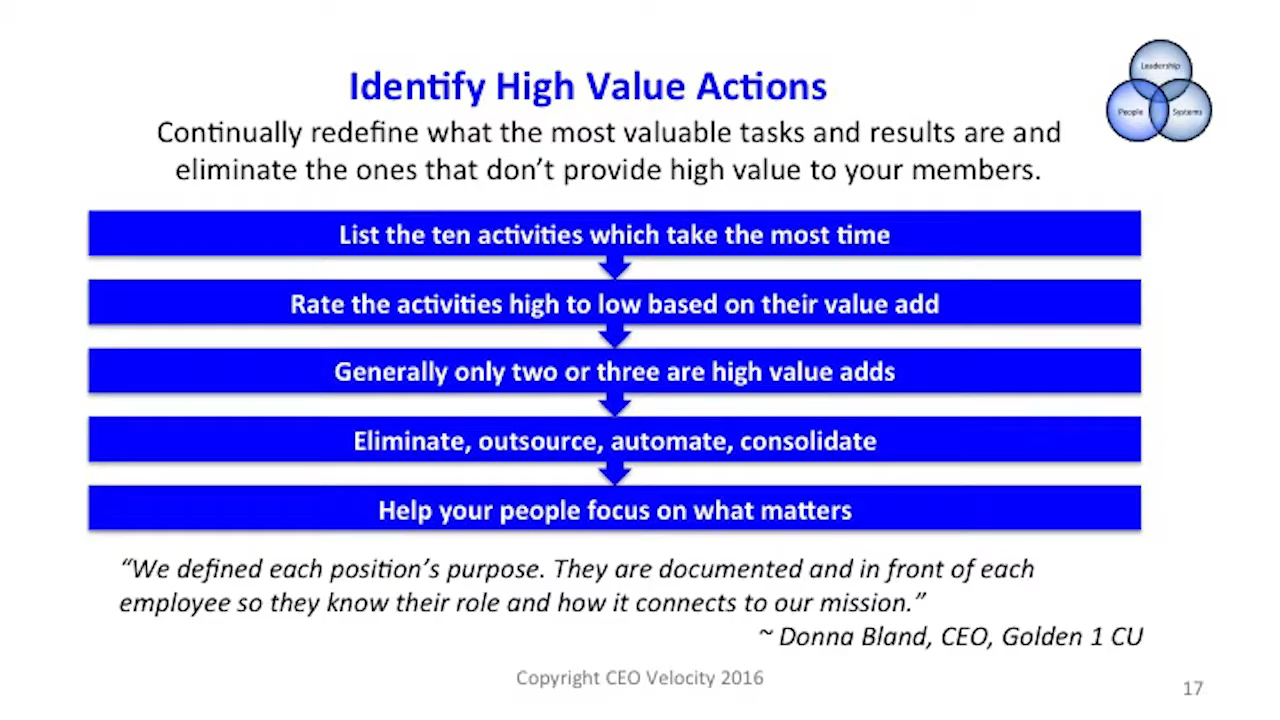 Leadership
People
Systems
Identify High Value Actions
Continually redefine what the most valuable tasks and results are and
eliminate the ones that don’t provide high value to your members.
List the ten activities which take the most time
Rate the activities high to low based on their value add
Generally only two or three are high value adds
Eliminate, outsource, automate, consolidate
Help your people focus on what matters
“We defined each position’s purpose. They are documented and in front of each
employee so they know their role and how it connects to our mission.”
~ Donna Bland, CEO, Golden 1 CU
Copyright CEO Velocity 2016
17